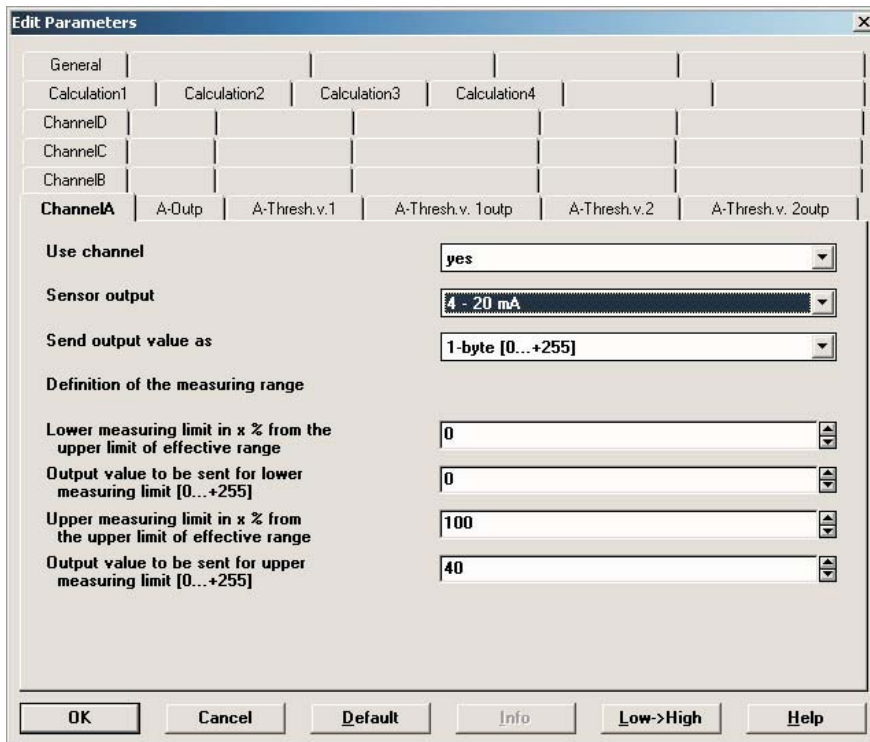 Edit Parameters
General
Calculation1 Calculation2 Calculation3 Calculation4
ChannelD
ChannelC
ChannelB
ChannelA A-Outp A-Thresh.v.1 A-Thresh.v. 1outp A-Thresh.v.2 A-Thresh.v. 2outp
Use channel yes
Sensor output 4 - 20 mA
Send output value as 1-byte [0...+255]
Definition of the measuring range
Lower measuring limit in x % from the
upper limit of effective range 0
Output value to be sent for lower
measuring limit [0...+255] 0
Upper measuring limit in x % from
the upper limit of effective range 100
Output value to be sent for upper
measuring limit [0...+255] 40
OK Cancel Default Info Low->High Help